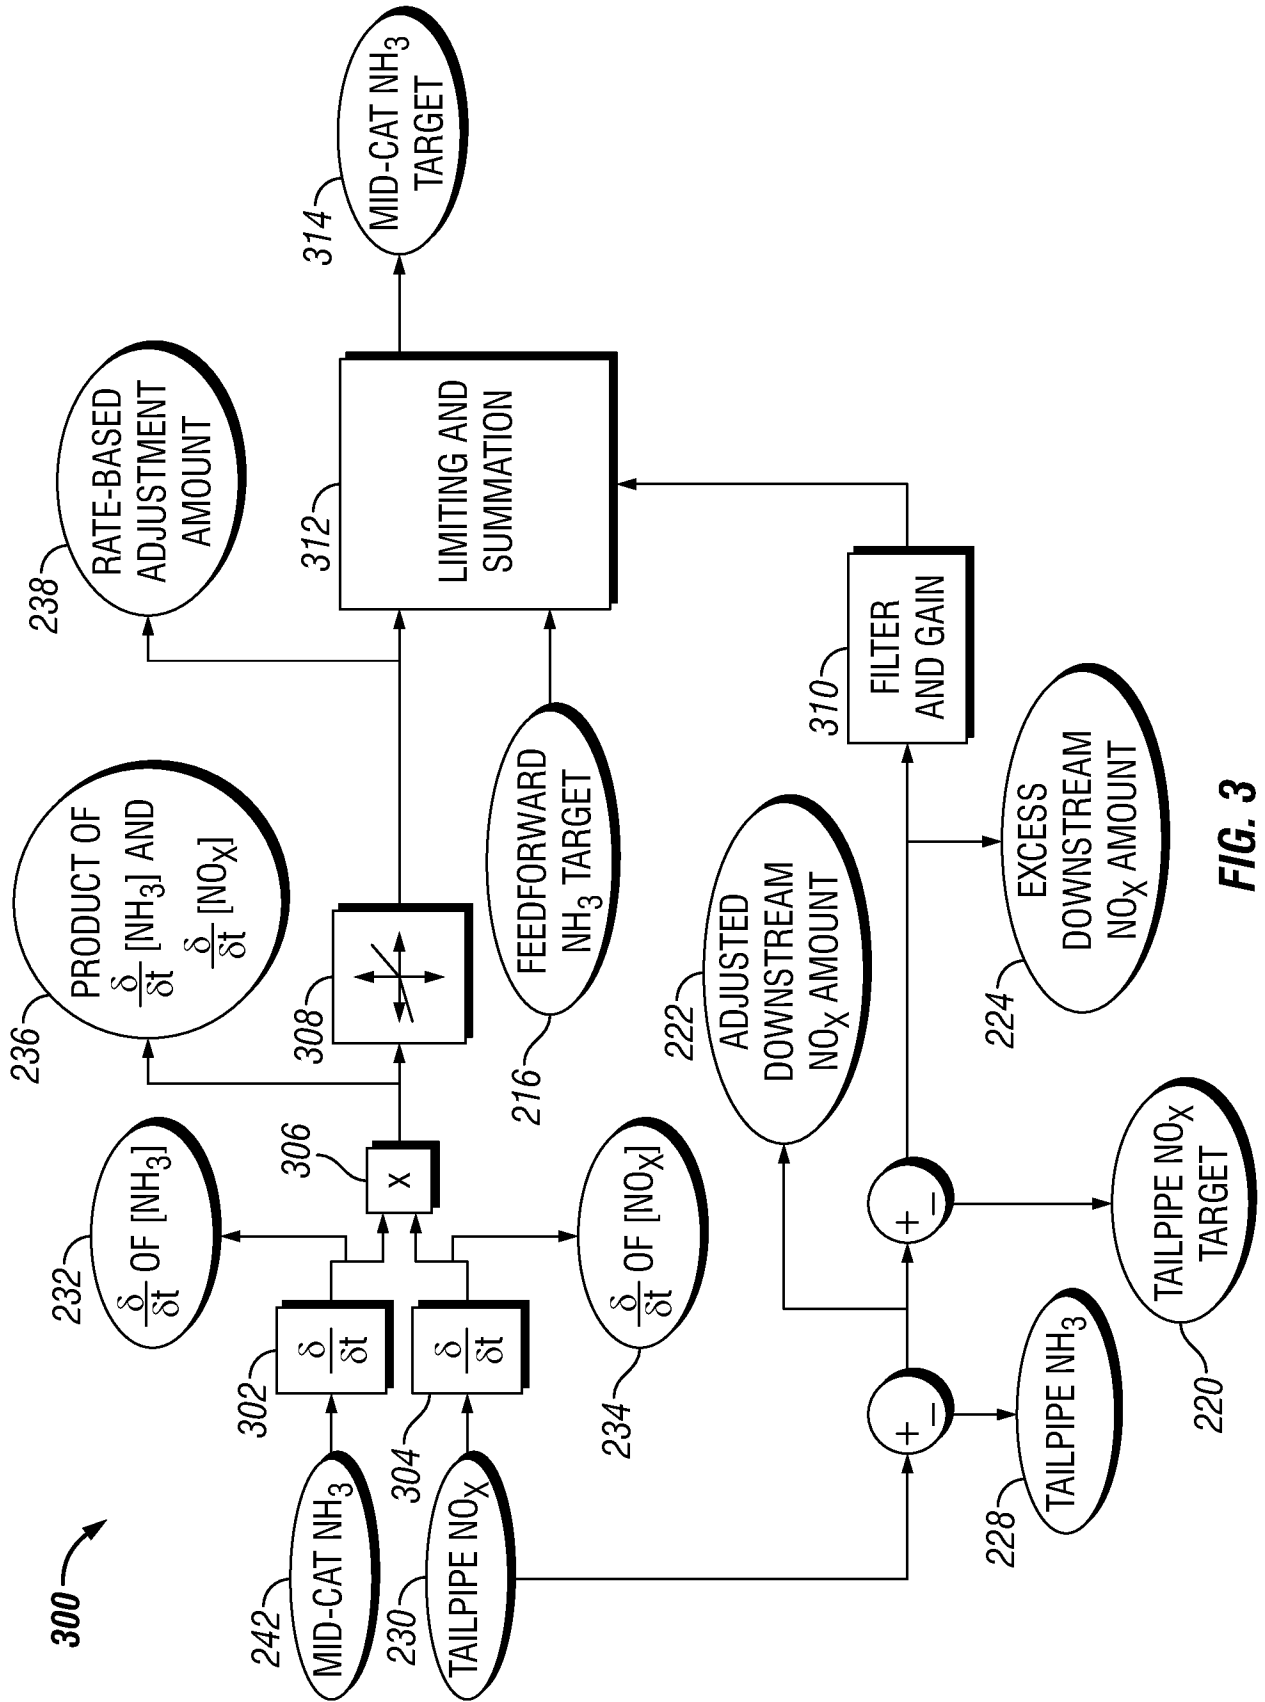 300
242
MID-CAT NH3
230
TAILPIPE NOX
302
δ
δt
304
δ
δt
232
δ
δt OF [NH3]
234
δ
δt OF [NOX]
306
X
236
PRODUCT OF
δ
δt [NH3] AND
δ
δt [NOX]
308
238
RATE-BASED
ADJUSTMENT
AMOUNT
216
FEEDFORWARD
NH3 TARGET
312
LIMITING AND
SUMMATION
314
MID-CAT NH3
TARGET
+
−
228
TAILPIPE NH3
222
ADJUSTED
DOWNSTREAM
NOX AMOUNT
+
−
220
TAILPIPE NOX
TARGET
224
EXCESS
DOWNSTREAM
NOX AMOUNT
310
FILTER
AND GAIN
FIG. 3